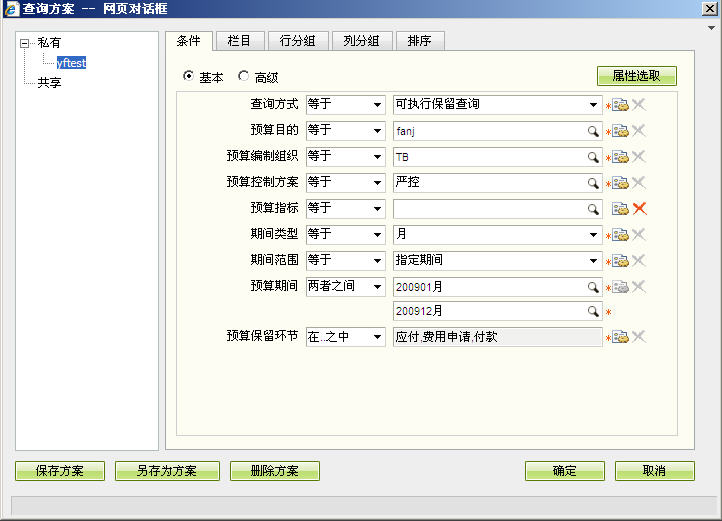 查询方案 -- 网页对话框
私有
yftest
共享
条件 栏目 行分组 列分组 排序
基本 高级 属性选取
查询方式 等于 可执行保留查询 *
预算目的 等于 fanj *
预算编制组织 等于 TB *
预算控制方案 等于 严控 *
预算指标 等于
期间类型 等于 月 *
期间范围 等于 指定期间 *
预算期间 两者之间 200901月 *
200912月 *
预算保留环节 在..之中 应付,费用申请,付款 *
保存方案 另存为方案 删除方案 确定 取消